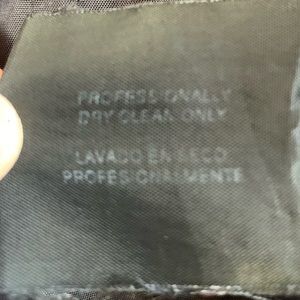 PROFESSIONALLY
DRY CLEAN ONLY
LAVADO EN SECO
PROFESIONALMENTE